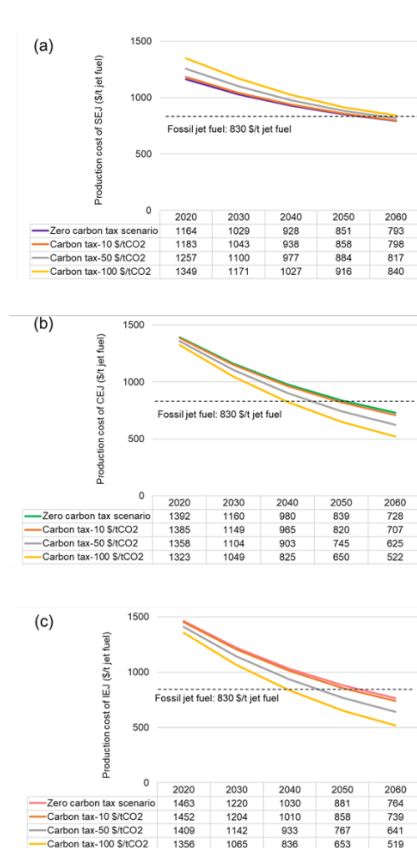 (a)
Production cost of SEJ ($/t jet fuel)
1500
1000
500
0
Fossil jet fuel: 830 $/t jet fuel
2020 2030 2040 2050 2060
Zero carbon tax scenario 1164 1029 928 851 793
Carbon tax-10 $/tCO2 1183 1043 938 858 798
Carbon tax-50 $/tCO2 1257 1100 977 884 817
Carbon tax-100 $/tCO2 1349 1171 1027 916 840
(b)
Production cost of CEJ ($/t jet fuel)
1500
1000
500
0
Fossil jet fuel: 830 $/t jet fuel
2020 2030 2040 2050 2060
Zero carbon tax scenario 1392 1160 980 839 728
Carbon tax-10 $/tCO2 1385 1149 965 820 707
Carbon tax-50 $/tCO2 1358 1104 903 745 625
Carbon tax-100 $/tCO2 1323 1049 825 650 522
(c)
Production cost of IEJ ($/t jet fuel)
1500
1000
500
0
Fossil jet fuel: 830 $/t jet fuel
2020 2030 2040 2050 2060
Zero carbon tax scenario 1463 1220 1030 881 764
Carbon tax-10 $/tCO2 1452 1204 1010 858 739
Carbon tax-50 $/tCO2 1409 1142 933 767 641
Carbon tax-100 $/tCO2 1356 1065 836 653 519